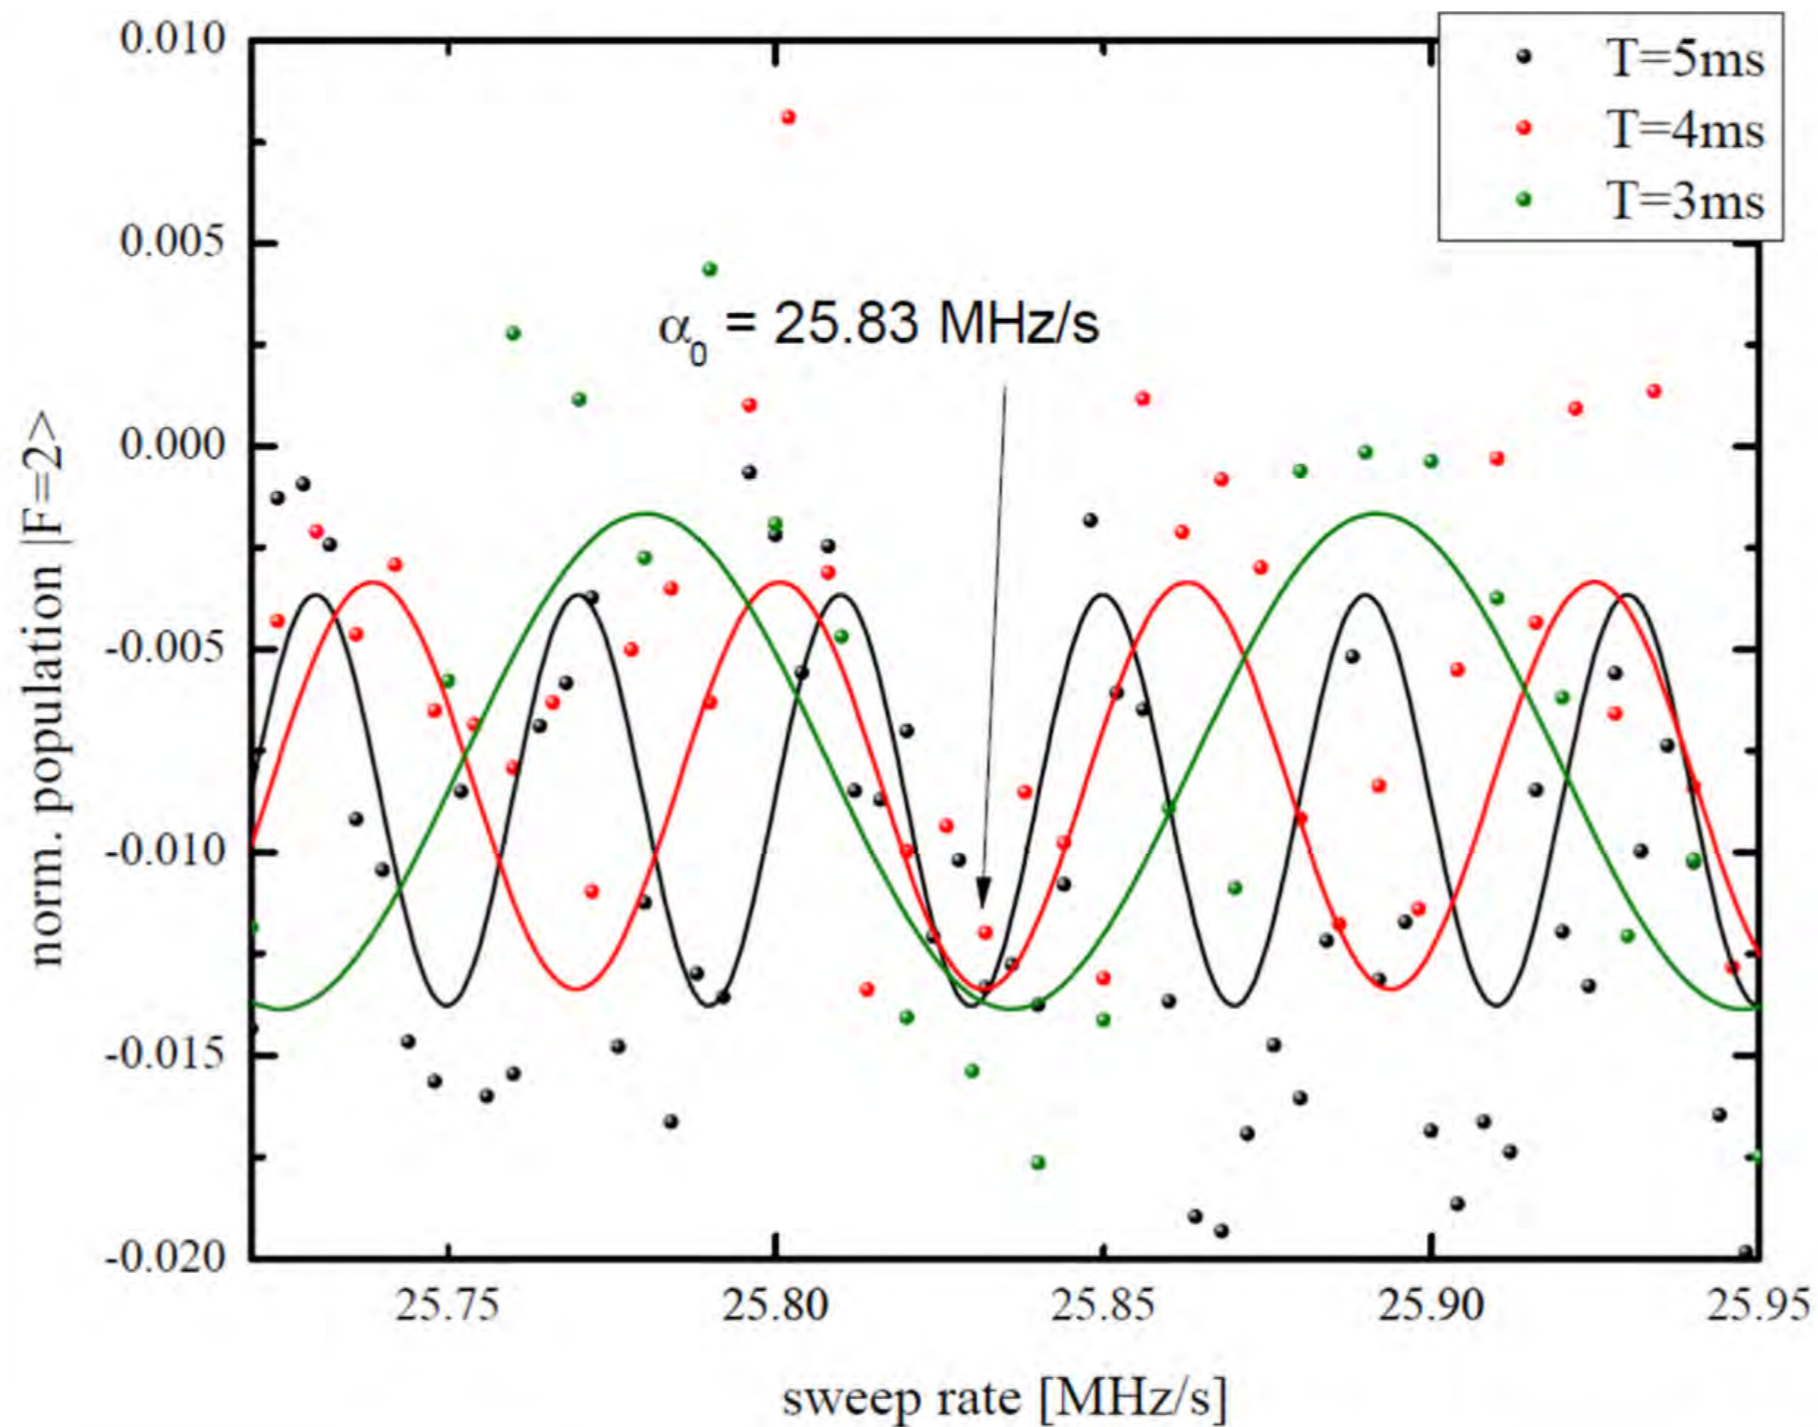 0.010
0.005
0.000
-0.005
-0.010
-0.015
-0.020
norm. population |F=2>
T=5ms
T=4ms
T=3ms
α₀ = 25.83 MHz/s
25.75
25.80
25.85
25.90
25.95
sweep rate [MHz/s]